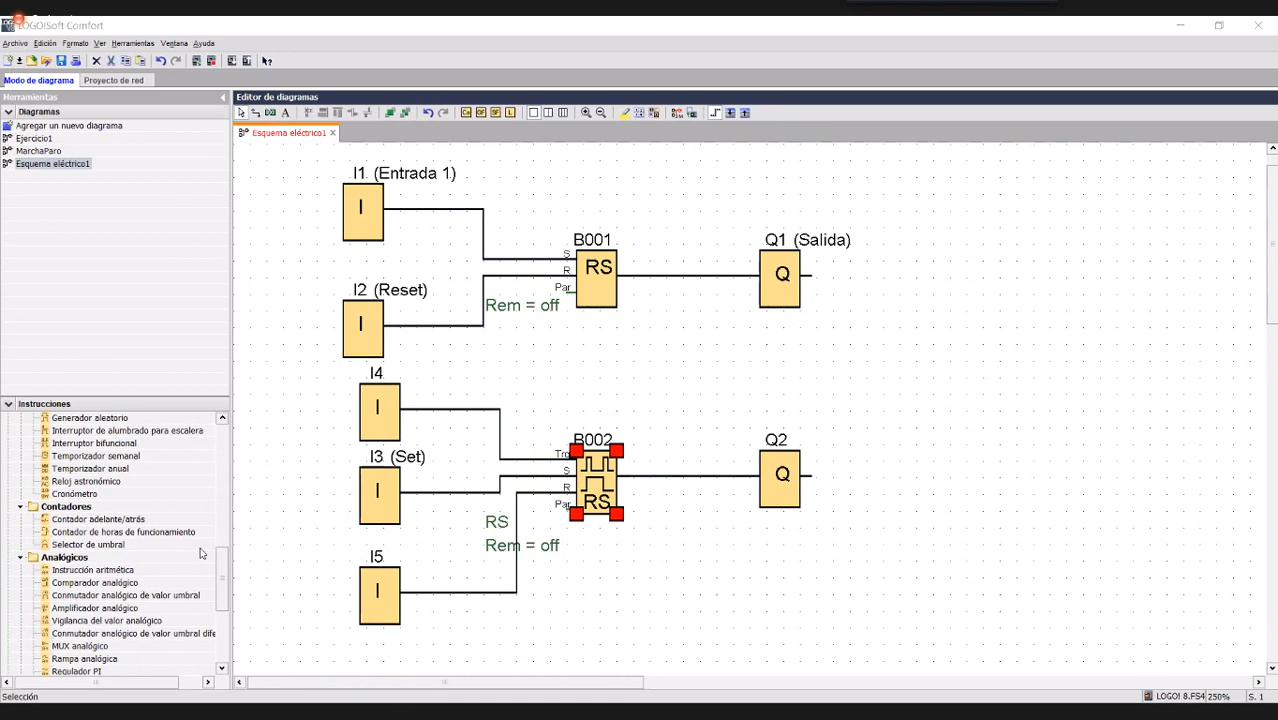 LOGO!Soft Comfort
Archivo Edición Formato Ver Herramientas Ventana Ayuda
Modo de diagrama Proyecto de red
Herramientas
Diagramas
Agregar un nuevo diagrama
Ejercicio1
MarchaParo
Esquema eléctrico1
Instrucciones
Generador aleatorio
Interruptor de alumbrado para escalera
Interruptor bifuncional
Temporizador semanal
Temporizador anual
Reloj astronómico
Cronómetro
Contadores
Contador adelante/atrás
Contador de horas de funcionamiento
Selector de umbral
Analógicos
Instrucción aritmética
Comparador analógico
Conmutador analógico de valor umbral
Amplificador analógico
Vigilancia del valor analógico
Conmutador analógico de valor umbral dife
MUX analógico
Rampa analógica
Regulador PI
Editor de diagramas
A Co GF SF L
Esquema eléctrico1
I1 (Entrada 1)
I
B001
S
R
Par
RS
Rem = off
Q1 (Salida)
Q
I2 (Reset)
I
I4
I
I3 (Set)
I
B002
Trg
S
R
Par
RS
RS
Rem = off
Q2
Q
I5
I
Selección
LOGO! 8.FS4 250% S. 1